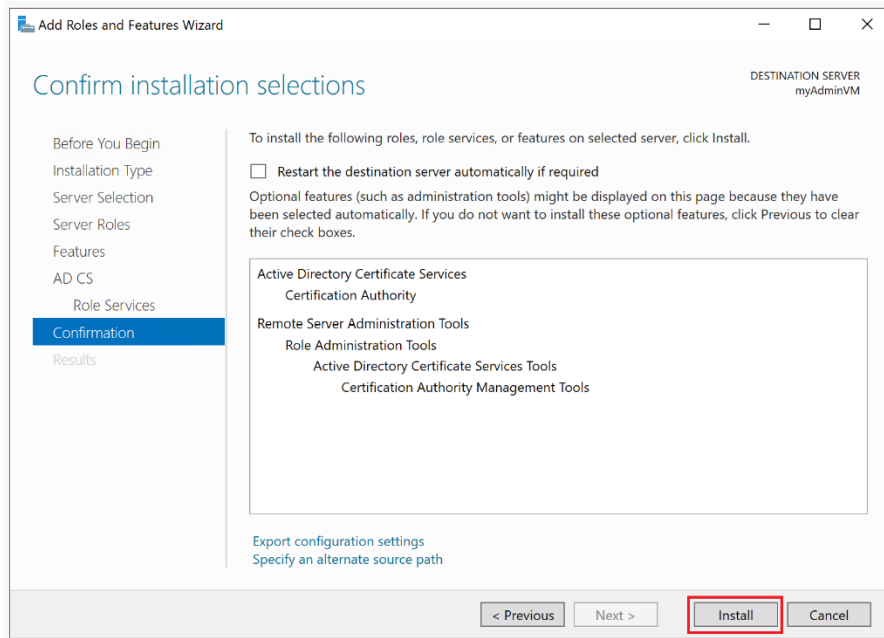 Add Roles and Features Wizard
Confirm installation selections
DESTINATION SERVER
myAdminVM
Before You Begin
Installation Type
Server Selection
Server Roles
Features
AD CS
Role Services
Confirmation
Results
To install the following roles, role services, or features on selected server, click Install.
Restart the destination server automatically if required
Optional features (such as administration tools) might be displayed on this page because they have
been selected automatically. If you do not want to install these optional features, click Previous to clear
their check boxes.
Active Directory Certificate Services
Certification Authority
Remote Server Administration Tools
Role Administration Tools
Active Directory Certificate Services Tools
Certification Authority Management Tools
Export configuration settings
Specify an alternate source path
< Previous
Next >
Install
Cancel